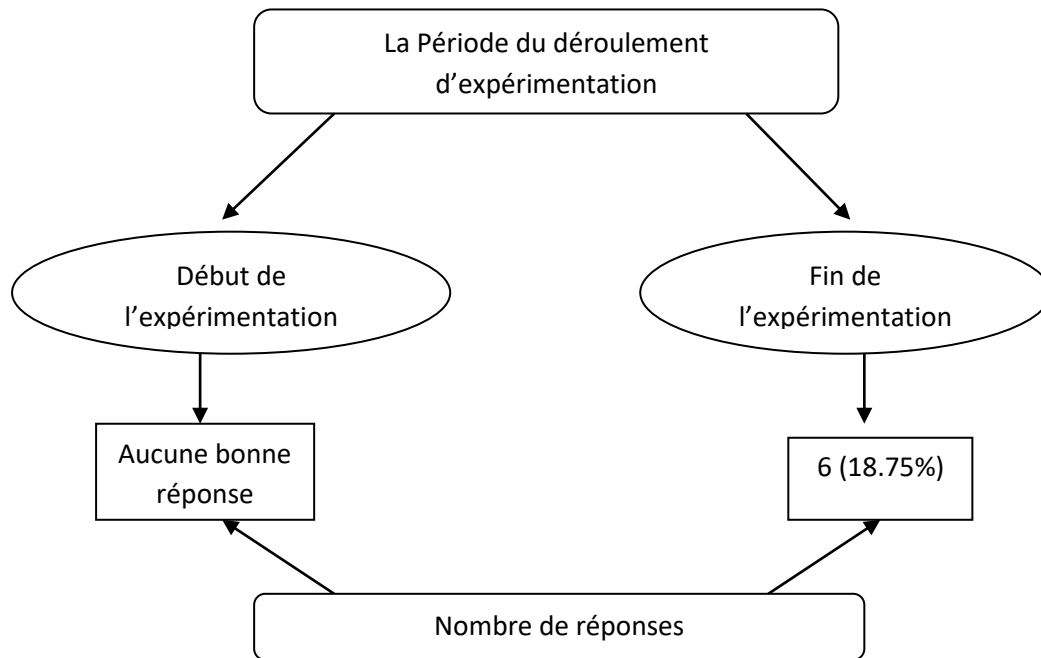 La Période du déroulement
d’expérimentation
Début de
l’expérimentation
Fin de
l’expérimentation
Aucune bonne
réponse
6 (18.75%)
Nombre de réponses